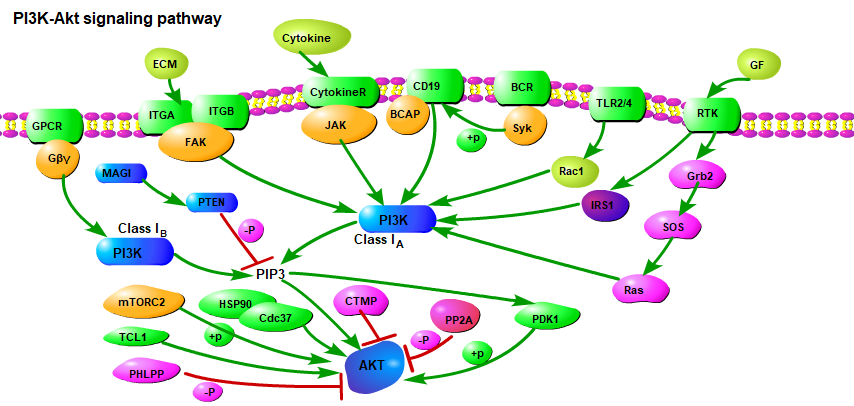 PI3K-Akt signaling pathway
Cytokine
ECM
GF
CytokineR
CD19
BCR
TLR2/4
RTK
GPCR
ITGA
ITGB
JAK
BCAP
Syk
+p
FAK
Gβγ
MAGI
PTEN
Rac1
Grb2
IRS1
PI3K
Class IA
SOS
-P
Class IB
PI3K
PIP3
Ras
mTORC2
HSP90
Cdc37
CTMP
PP2A
PDK1
TCL1
+p
-P
+p
AKT
PHLPP
-P